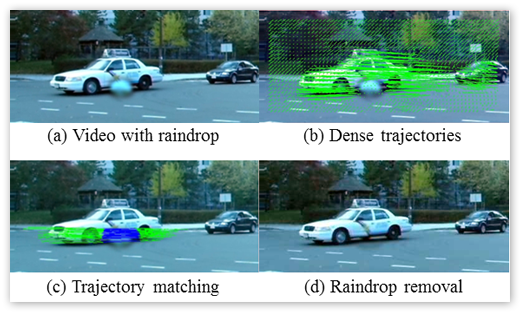 (a) Video with raindrop
(b) Dense trajectories
(c) Trajectory matching
(d) Raindrop removal